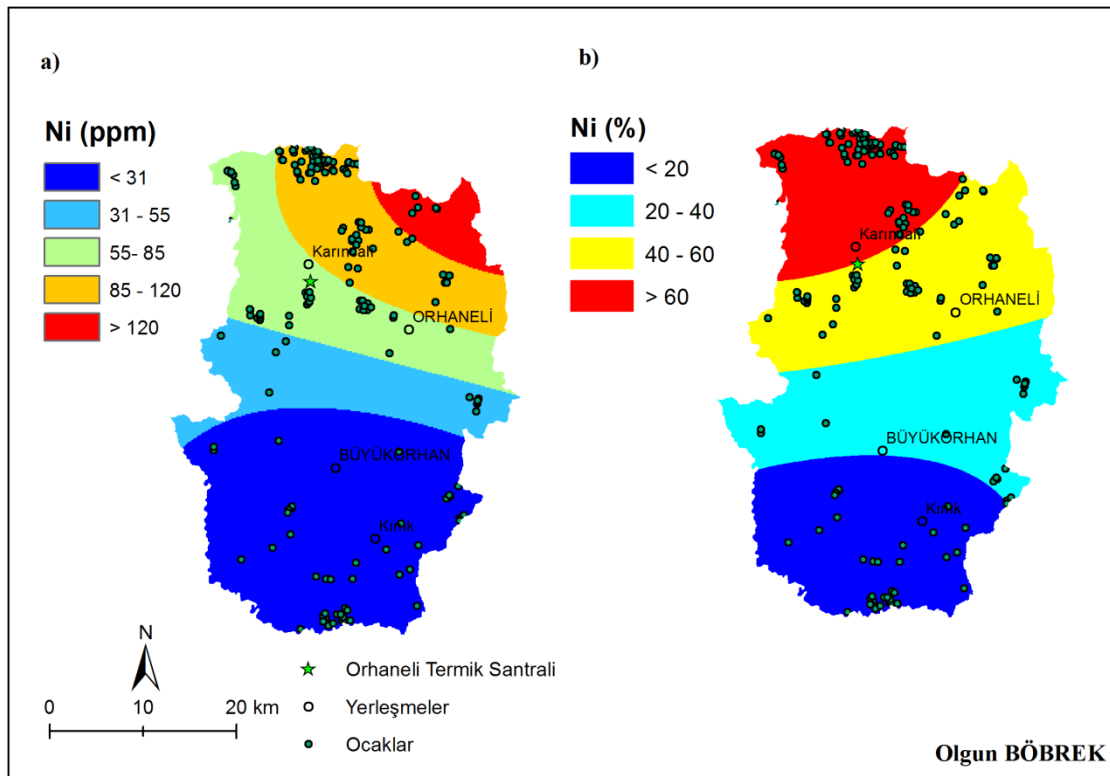 a)
Ni (ppm)
< 31
31 - 55
55- 85
85 - 120
> 120
Karıncalı
ORHANELİ
BÜYÜKORHAN
Kınık
b)
Ni (%)
< 20
20 - 40
40 - 60
> 60
Karıncalı
ORHANELİ
BÜYÜKORHAN
Kınık
N
0 10 20 km
Orhaneli Termik Santrali
Yerleşmeler
Ocaklar
Olgun BÖBREK